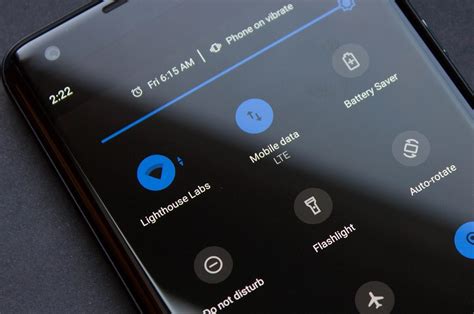 2:22
Fri 6:15 AM
Phone on vibrate
Lighthouse Labs
Mobile data
LTE
Battery Saver
Do not disturb
Flashlight
Auto-rotate